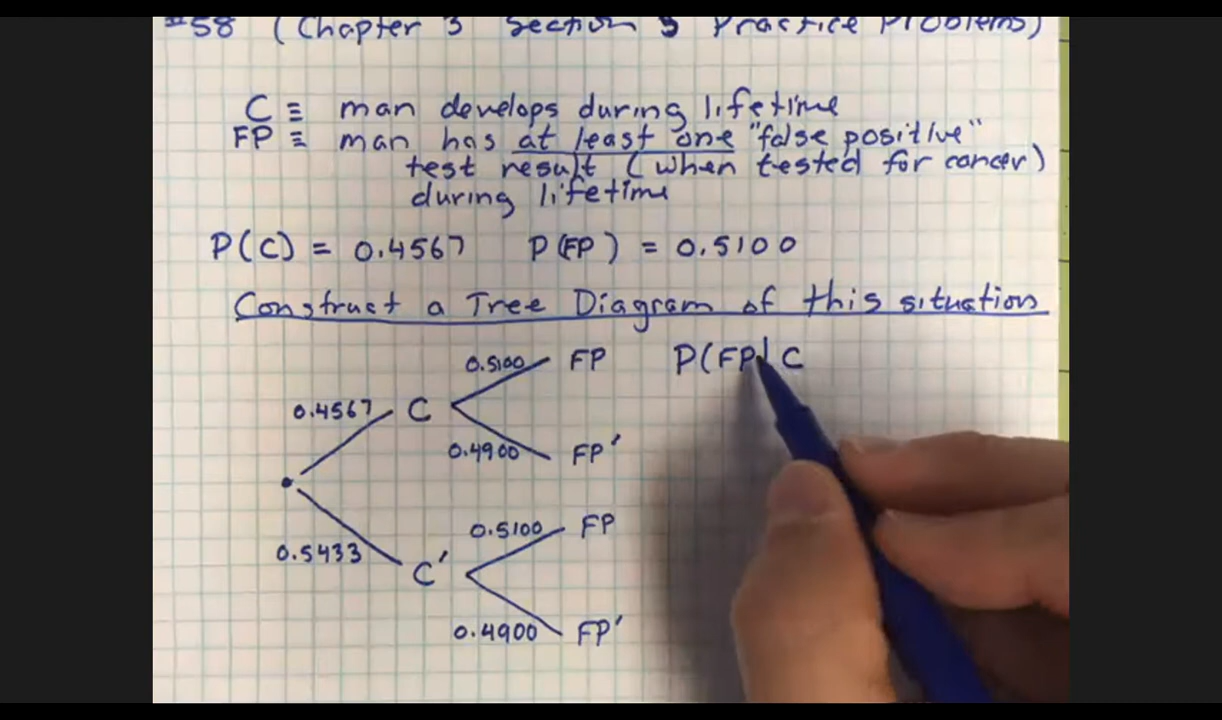 #58 (Chapter 3 Section 5 Practice Problems)
C ≡ man develops during lifetime
FP ≡ man has at least one "false positive"
test result (when tested for cancer)
during lifetime
P(C) = 0.4567 P(FP) = 0.5100
Construct a Tree Diagram of this situation
0.5100 FP P(FP|C
0.4567 C
0.4900 FP'
0.5100 FP
0.5433 C'
0.4900 FP'